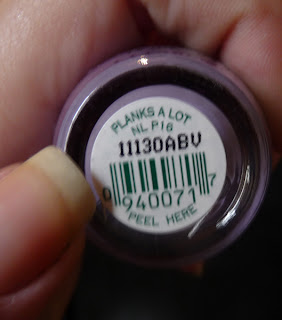 PLANKS A LOT
NL P16
11130ABV
0 940071 7
PEEL HERE